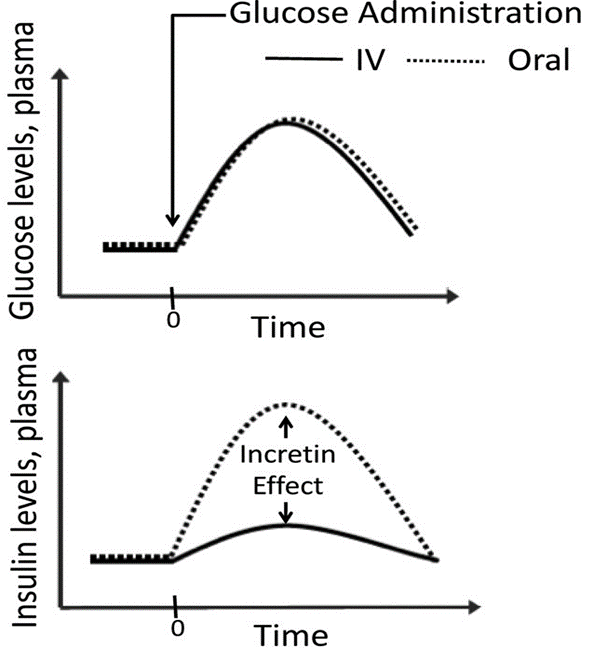 Glucose Administration
IV
Oral
Glucose levels, plasma
0
Time
Insulin levels, plasma
Incretin
Effect
0
Time